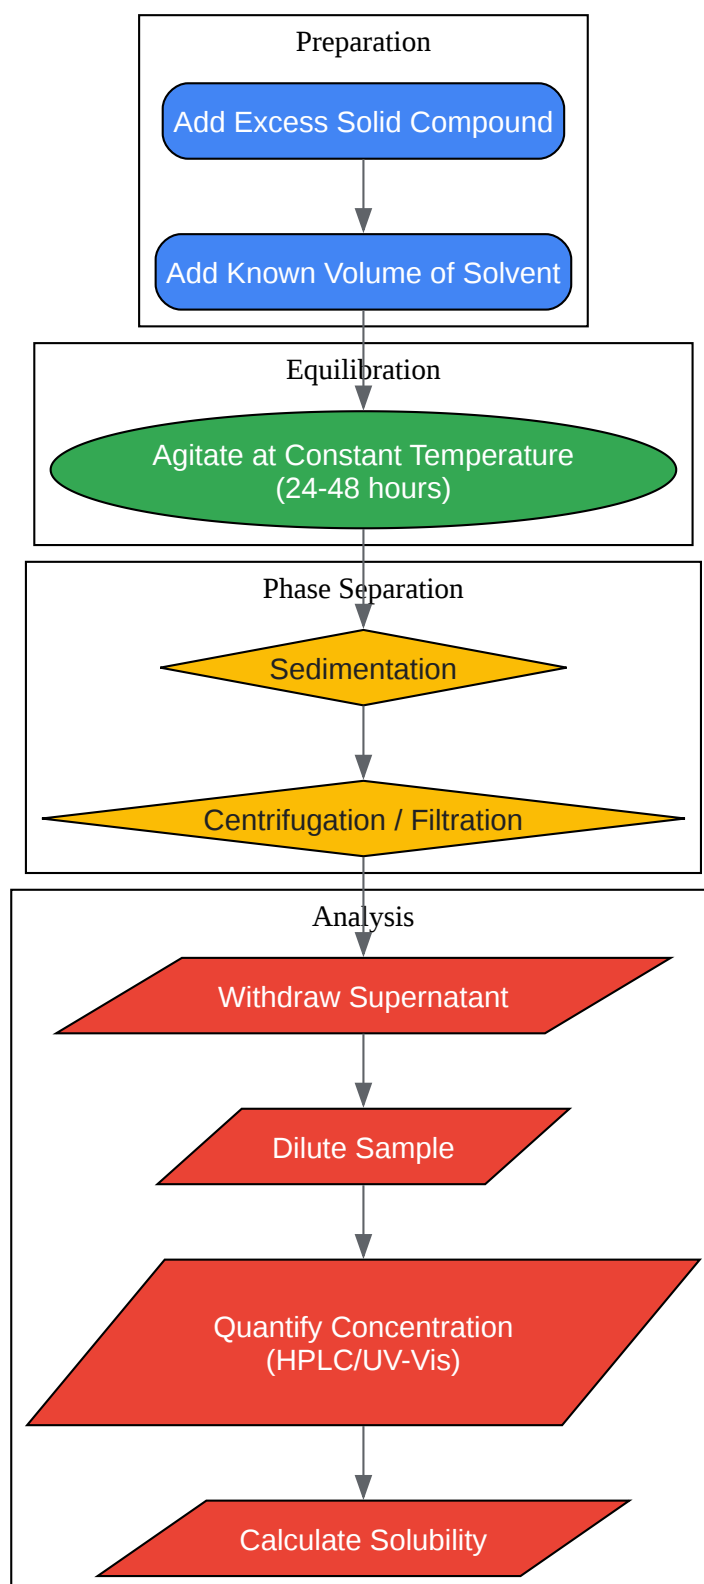 Preparation
Add Excess Solid Compound
Add Known Volume of Solvent
Equilibration
Agitate at Constant Temperature
(24-48 hours)
Phase Separation
Sedimentation
Centrifugation / Filtration
Analysis
Withdraw Supernatant
Dilute Sample
Quantify Concentration
(HPLC/UV-Vis)
Calculate Solubility